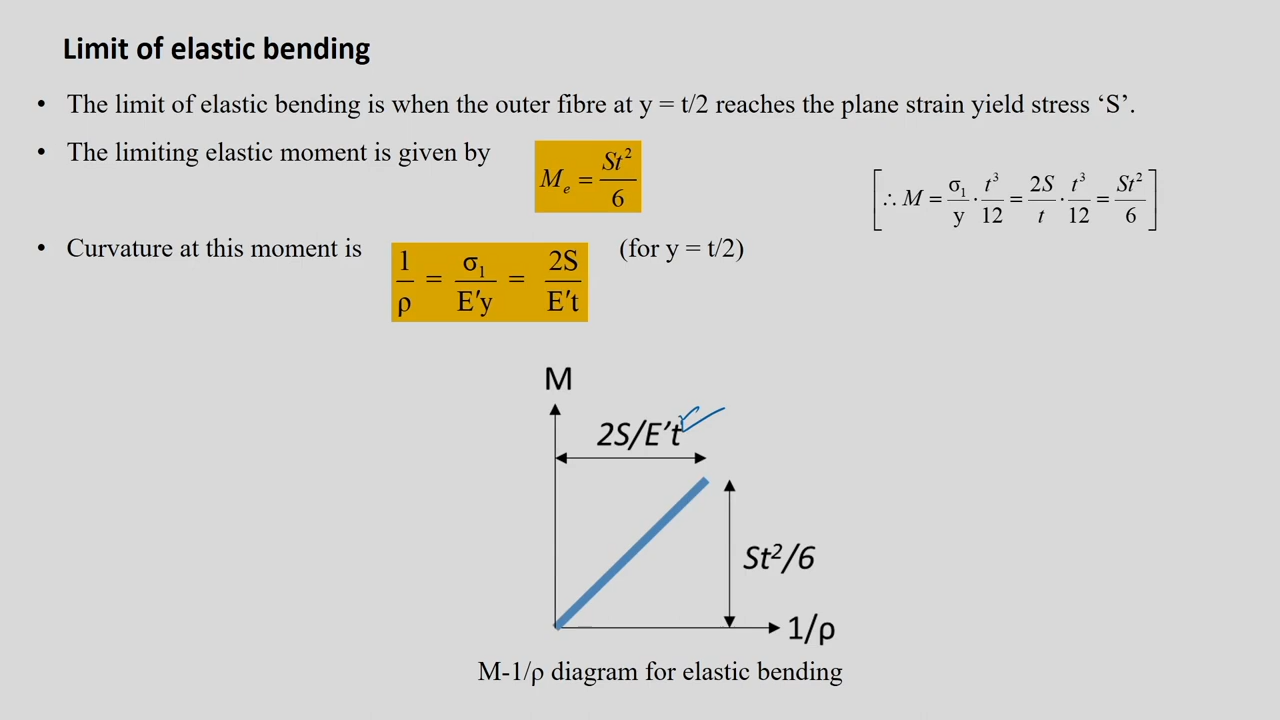 Limit of elastic bending
• The limit of elastic bending is when the outer fibre at y = t/2 reaches the plane strain yield stress ‘S’.
• The limiting elastic moment is given by M_e = St²/6
[∴ M = σ₁/y · t³/12 = 2S/t · t³/12 = St²/6]
• Curvature at this moment is 1/ρ = σ₁/E′y = 2S/E′t (for y = t/2)
M
2S/E’t
St²/6
1/ρ
M-1/ρ diagram for elastic bending